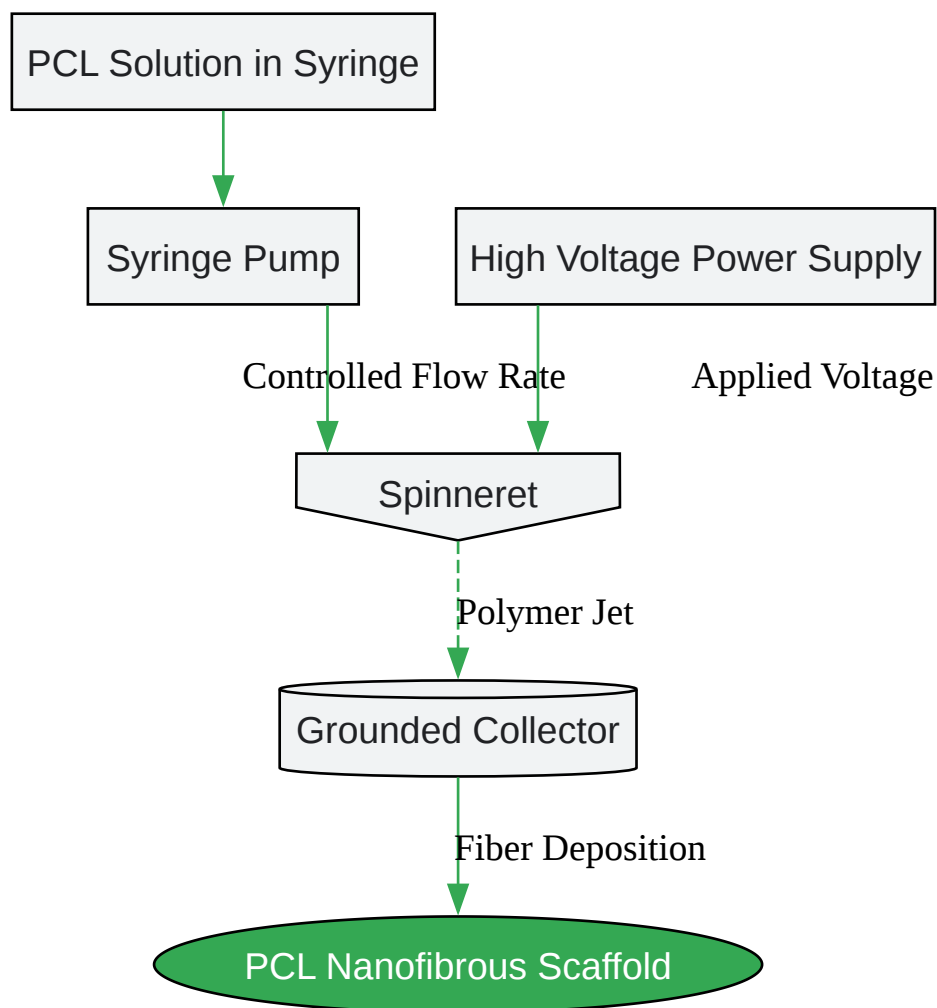 PCL Solution in Syringe
Syringe Pump
High Voltage Power Supply
Controlled Flow Rate
Applied Voltage
Spinneret
Polymer Jet
Grounded Collector
Fiber Deposition
PCL Nanofibrous Scaffold